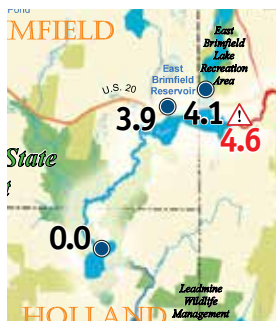 Pond
MFIELD
East
Brimfield
Lake
Recreation
Area
East
Brimfield
Reservoir
U.S. 20
3.9
4.1
!
4.6
State
0.0
Leadmine
Wildlife
Management
HOLLAND